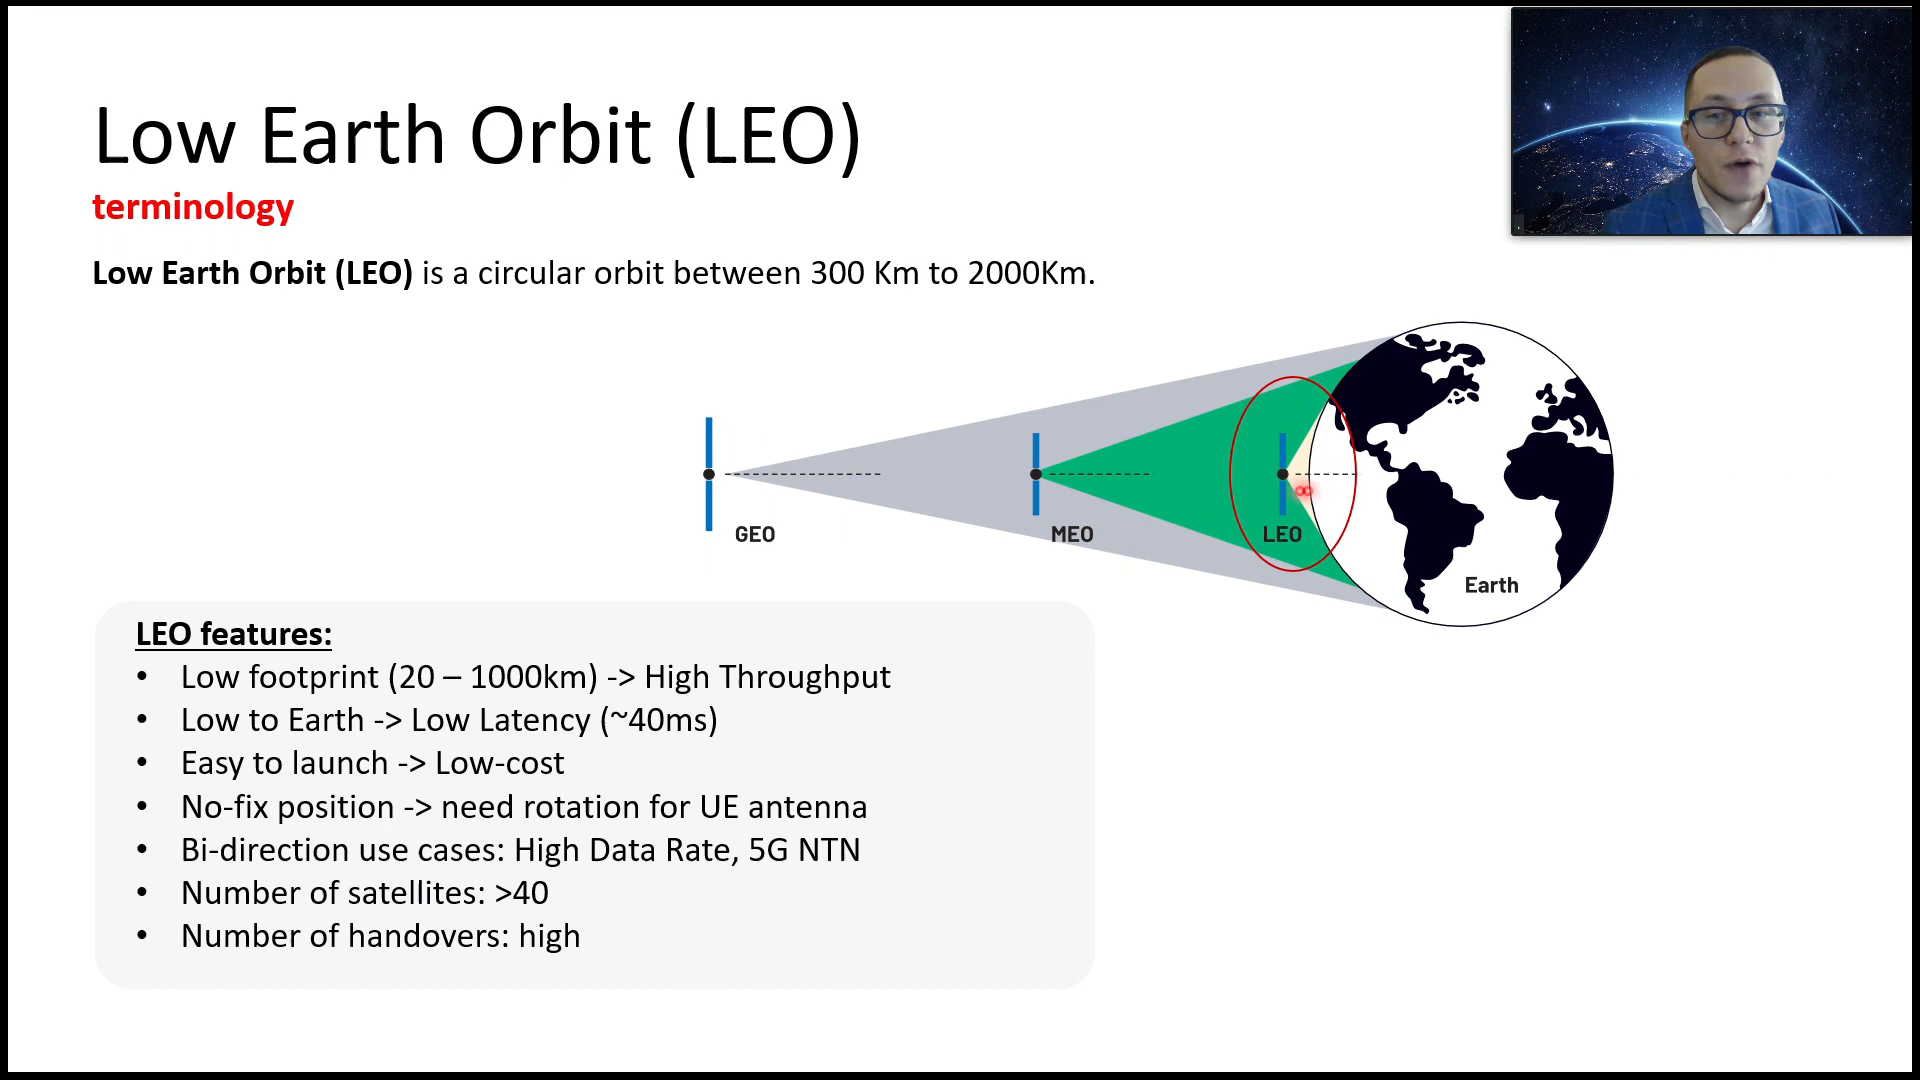 Low Earth Orbit (LEO)
terminology
Low Earth Orbit (LEO) is a circular orbit between 300 Km to 2000Km.
GEO
MEO
LEO
Earth
LEO features:
• Low footprint (20 – 1000km) -> High Throughput
• Low to Earth -> Low Latency (~40ms)
• Easy to launch -> Low-cost
• No-fix position -> need rotation for UE antenna
• Bi-direction use cases: High Data Rate, 5G NTN
• Number of satellites: >40
• Number of handovers: high